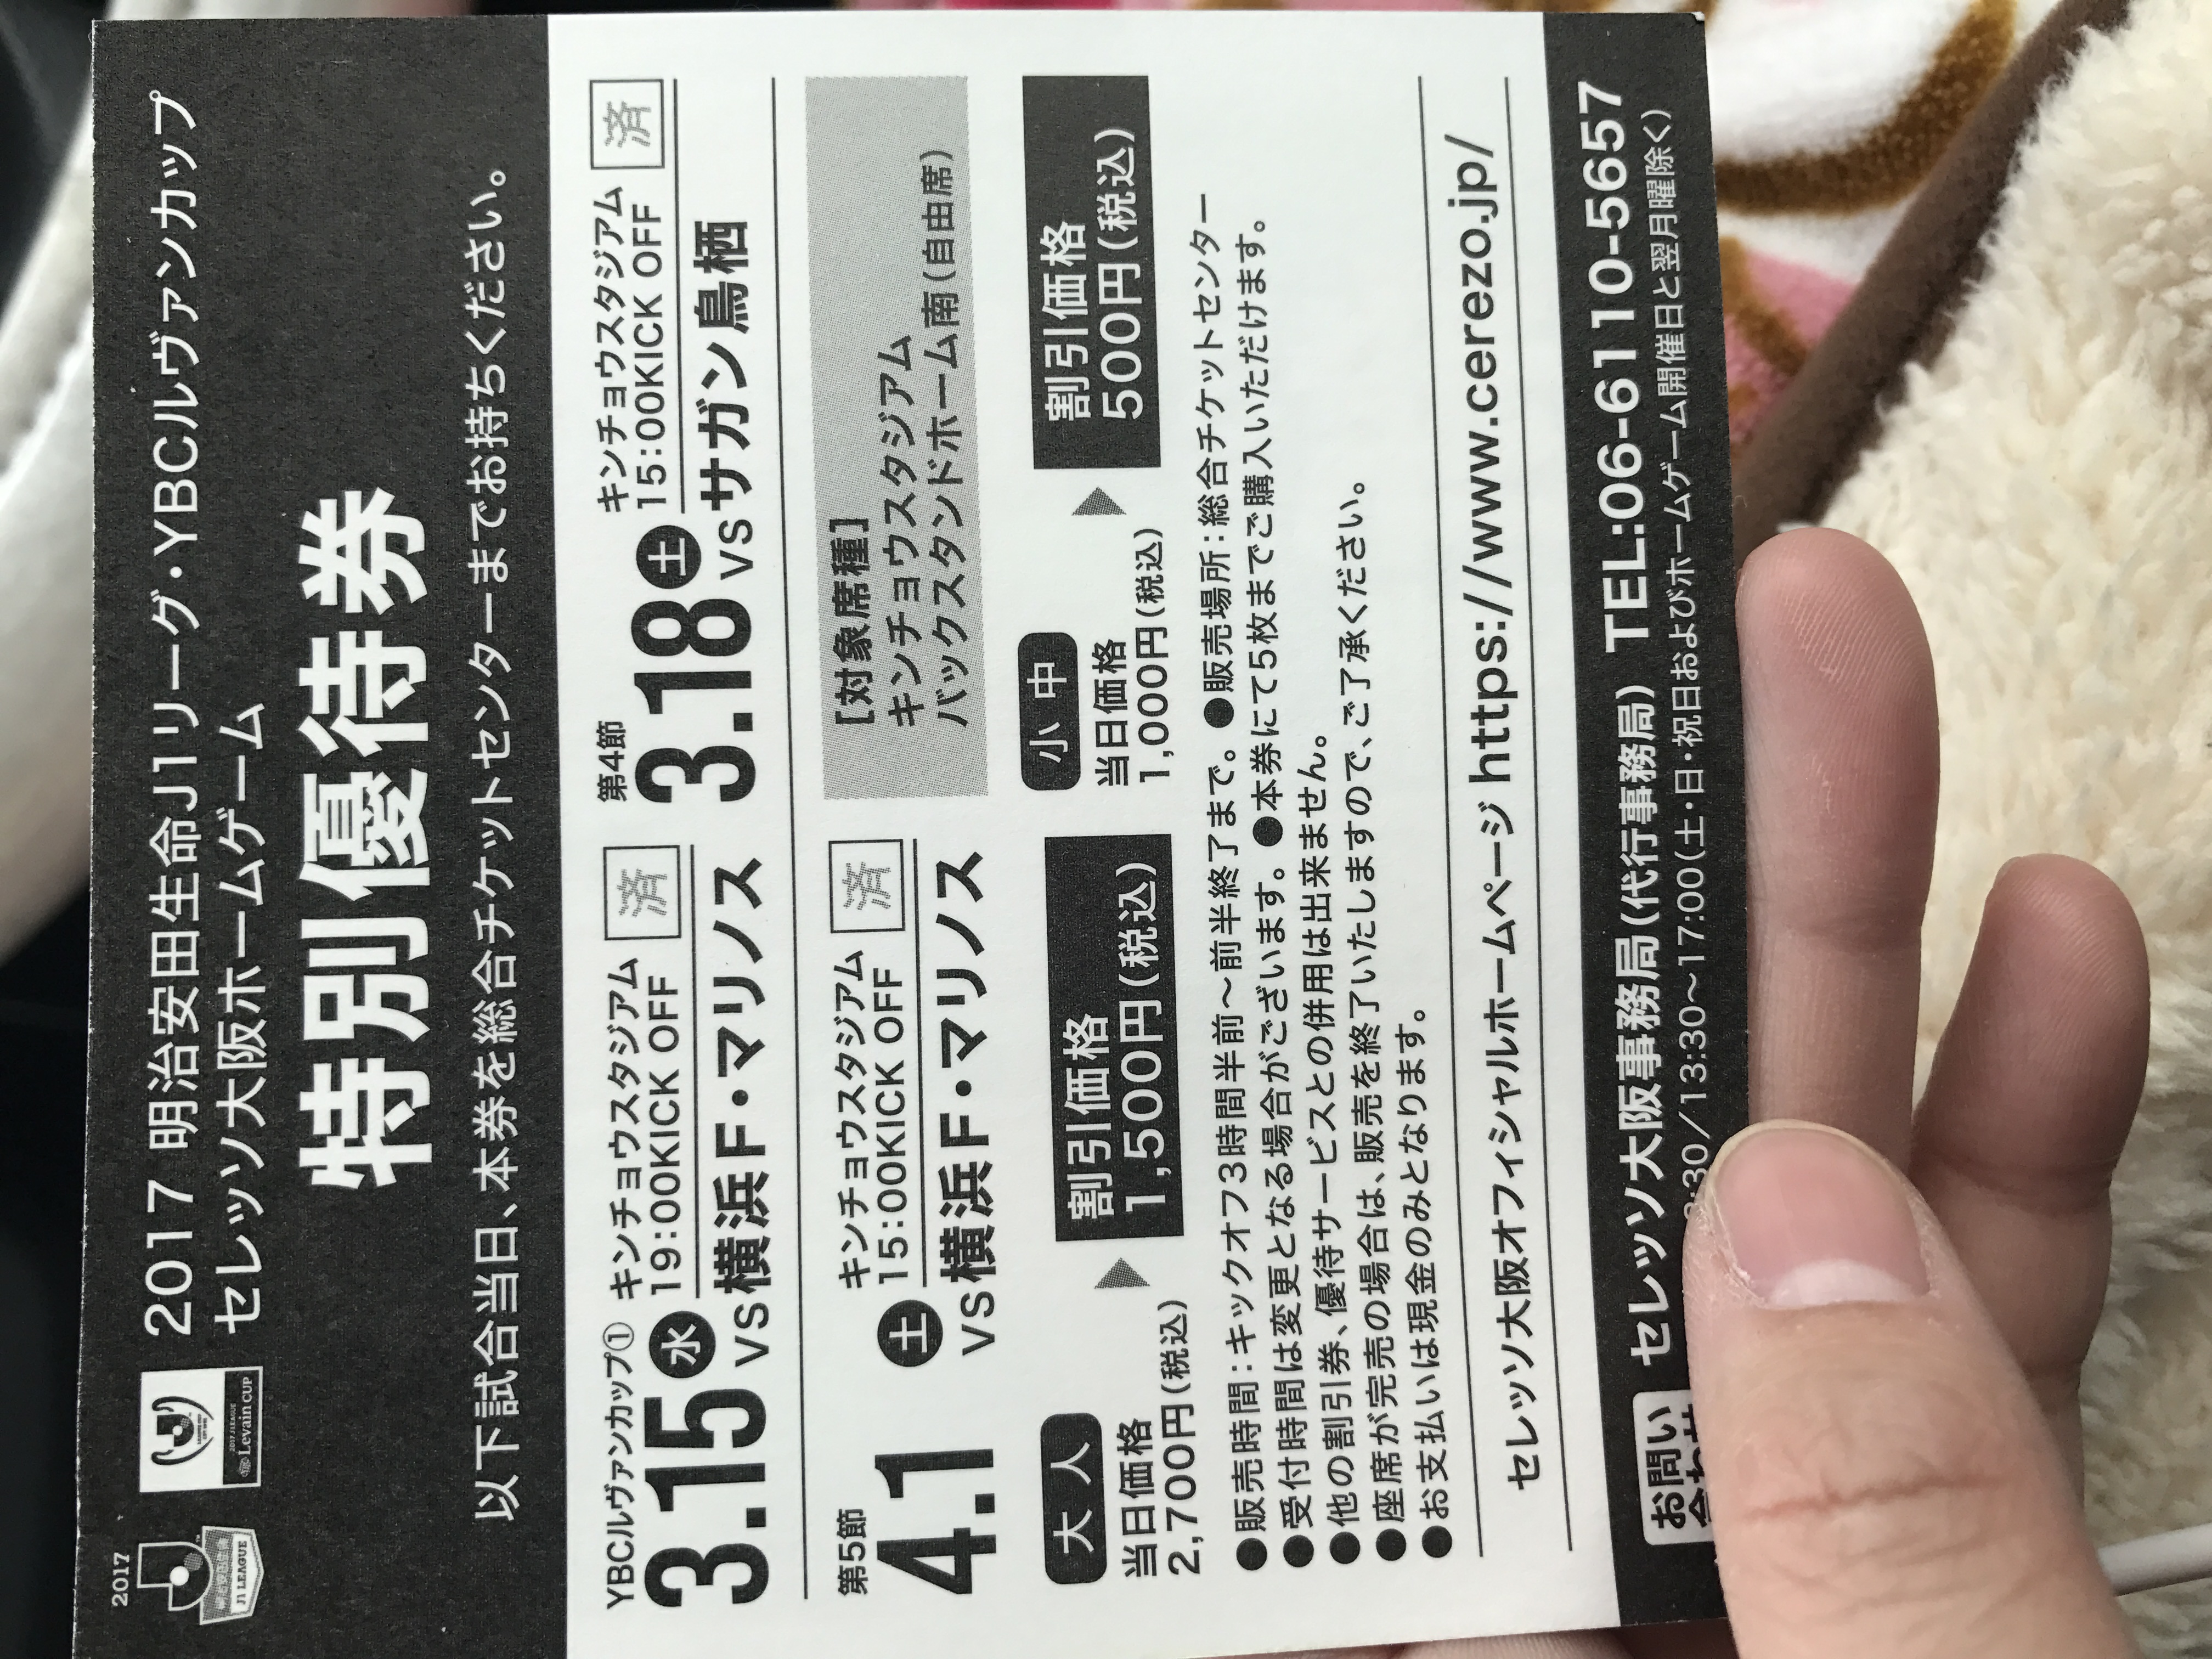 2017
J1 LEAGUE
2017 J.LEAGUE
Levain CUP
2017 明治安田生命J1リーグ・YBCルヴァンカップ
セレッソ大阪ホームゲーム
特別優待券
以下試合当日、本券を総合チケットセンターまでお持ちください。
YBCルヴァンカップ① キンチョウスタジアム
3.15 水 19:00KICK OFF 済
vs横浜F・マリノス
第4節 キンチョウスタジアム
3.18 土 15:00KICK OFF 済
vsサガン鳥栖
第5節 キンチョウスタジアム
4.1 土 15:00KICK OFF 済
vs横浜F・マリノス
[対象席種]
キンチョウスタジアム
バックスタンドホーム南(自由席)
大人
当日価格
2,700円(税込)
割引価格
1,500円(税込)
小中
当日価格
1,000円(税込)
割引価格
500円(税込)
●販売時間:キックオフ3時間半前～前半終了まで。●販売場所:総合チケットセンター
●受付時間は変更となる場合がございます。●本券にて5枚までご購入いただけます。
●他の割引券、優待サービスとの併用は出来ません。
●座席が完売の場合は、販売を終了いたしますので、ご了承ください。
●お支払いは現金のみとなります。
セレッソ大阪オフィシャルホームページ https://www.cerezo.jp/
お問い
セレッソ大阪事務局(代行事務局) TEL:06-6110-5657
:30／13:30～17:00(土・日・祝日およびホームゲーム開催日と翌月曜除く)